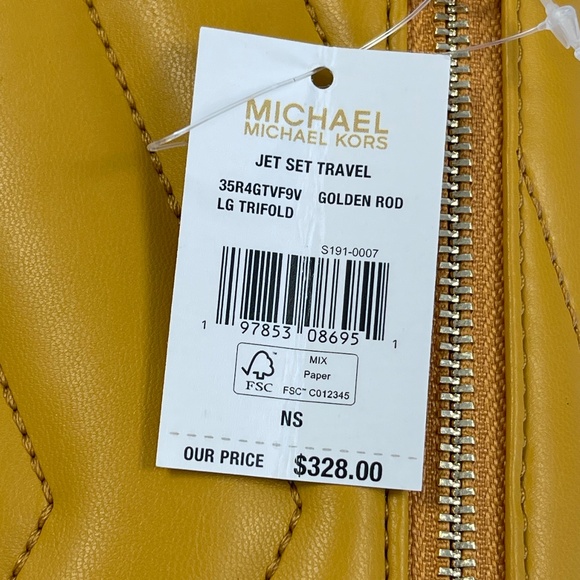 MICHAEL
MICHAEL KORS
JET SET TRAVEL
35R4GTVF9V GOLDEN ROD
LG TRIFOLD
S191-0007
1 97853 08695 1
FSC
MIX
Paper
FSC™ C012345
NS
OUR PRICE $328.00